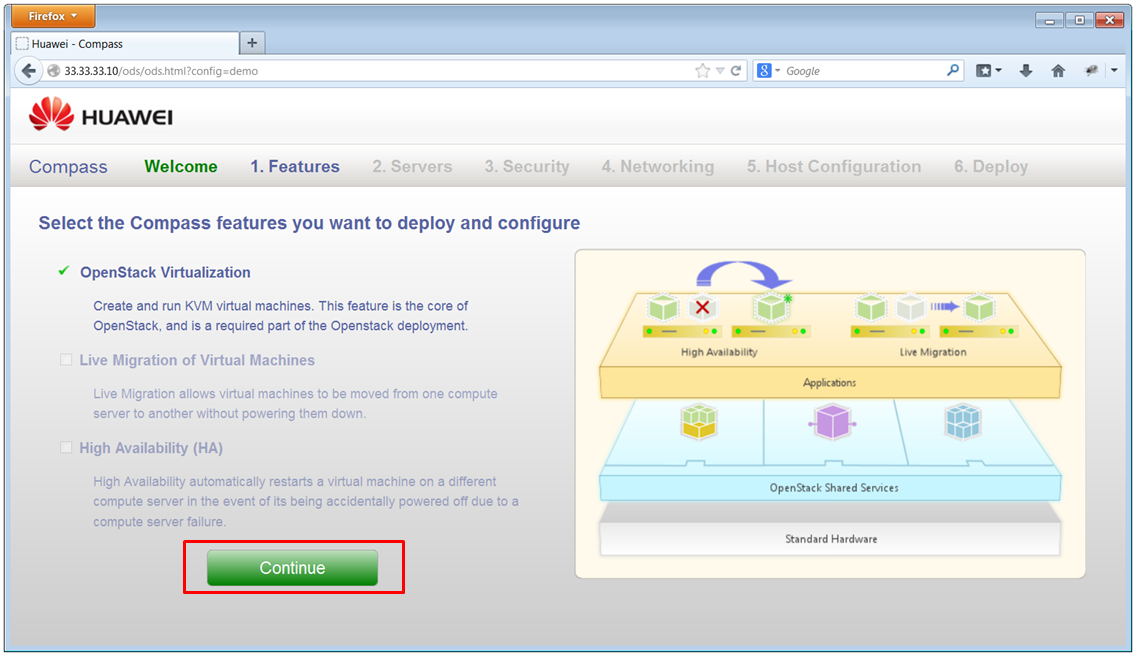 Firefox
Huawei - Compass
33.33.33.10/ods/ods.html?config=demo
8
Google
HUAWEI
Compass Welcome 1. Features 2. Servers 3. Security 4. Networking 5. Host Configuration 6. Deploy
Select the Compass features you want to deploy and configure
OpenStack Virtualization
Create and run KVM virtual machines. This feature is the core of
OpenStack, and is a required part of the Openstack deployment.
Live Migration of Virtual Machines
Live Migration allows virtual machines to be moved from one compute
server to another without powering them down.
High Availability (HA)
High Availability automatically restarts a virtual machine on a different
compute server in the event of its being accidentally powered off due to a
compute server failure.
Continue
High Availability
Live Migration
Applications
OpenStack Shared Services
Standard Hardware